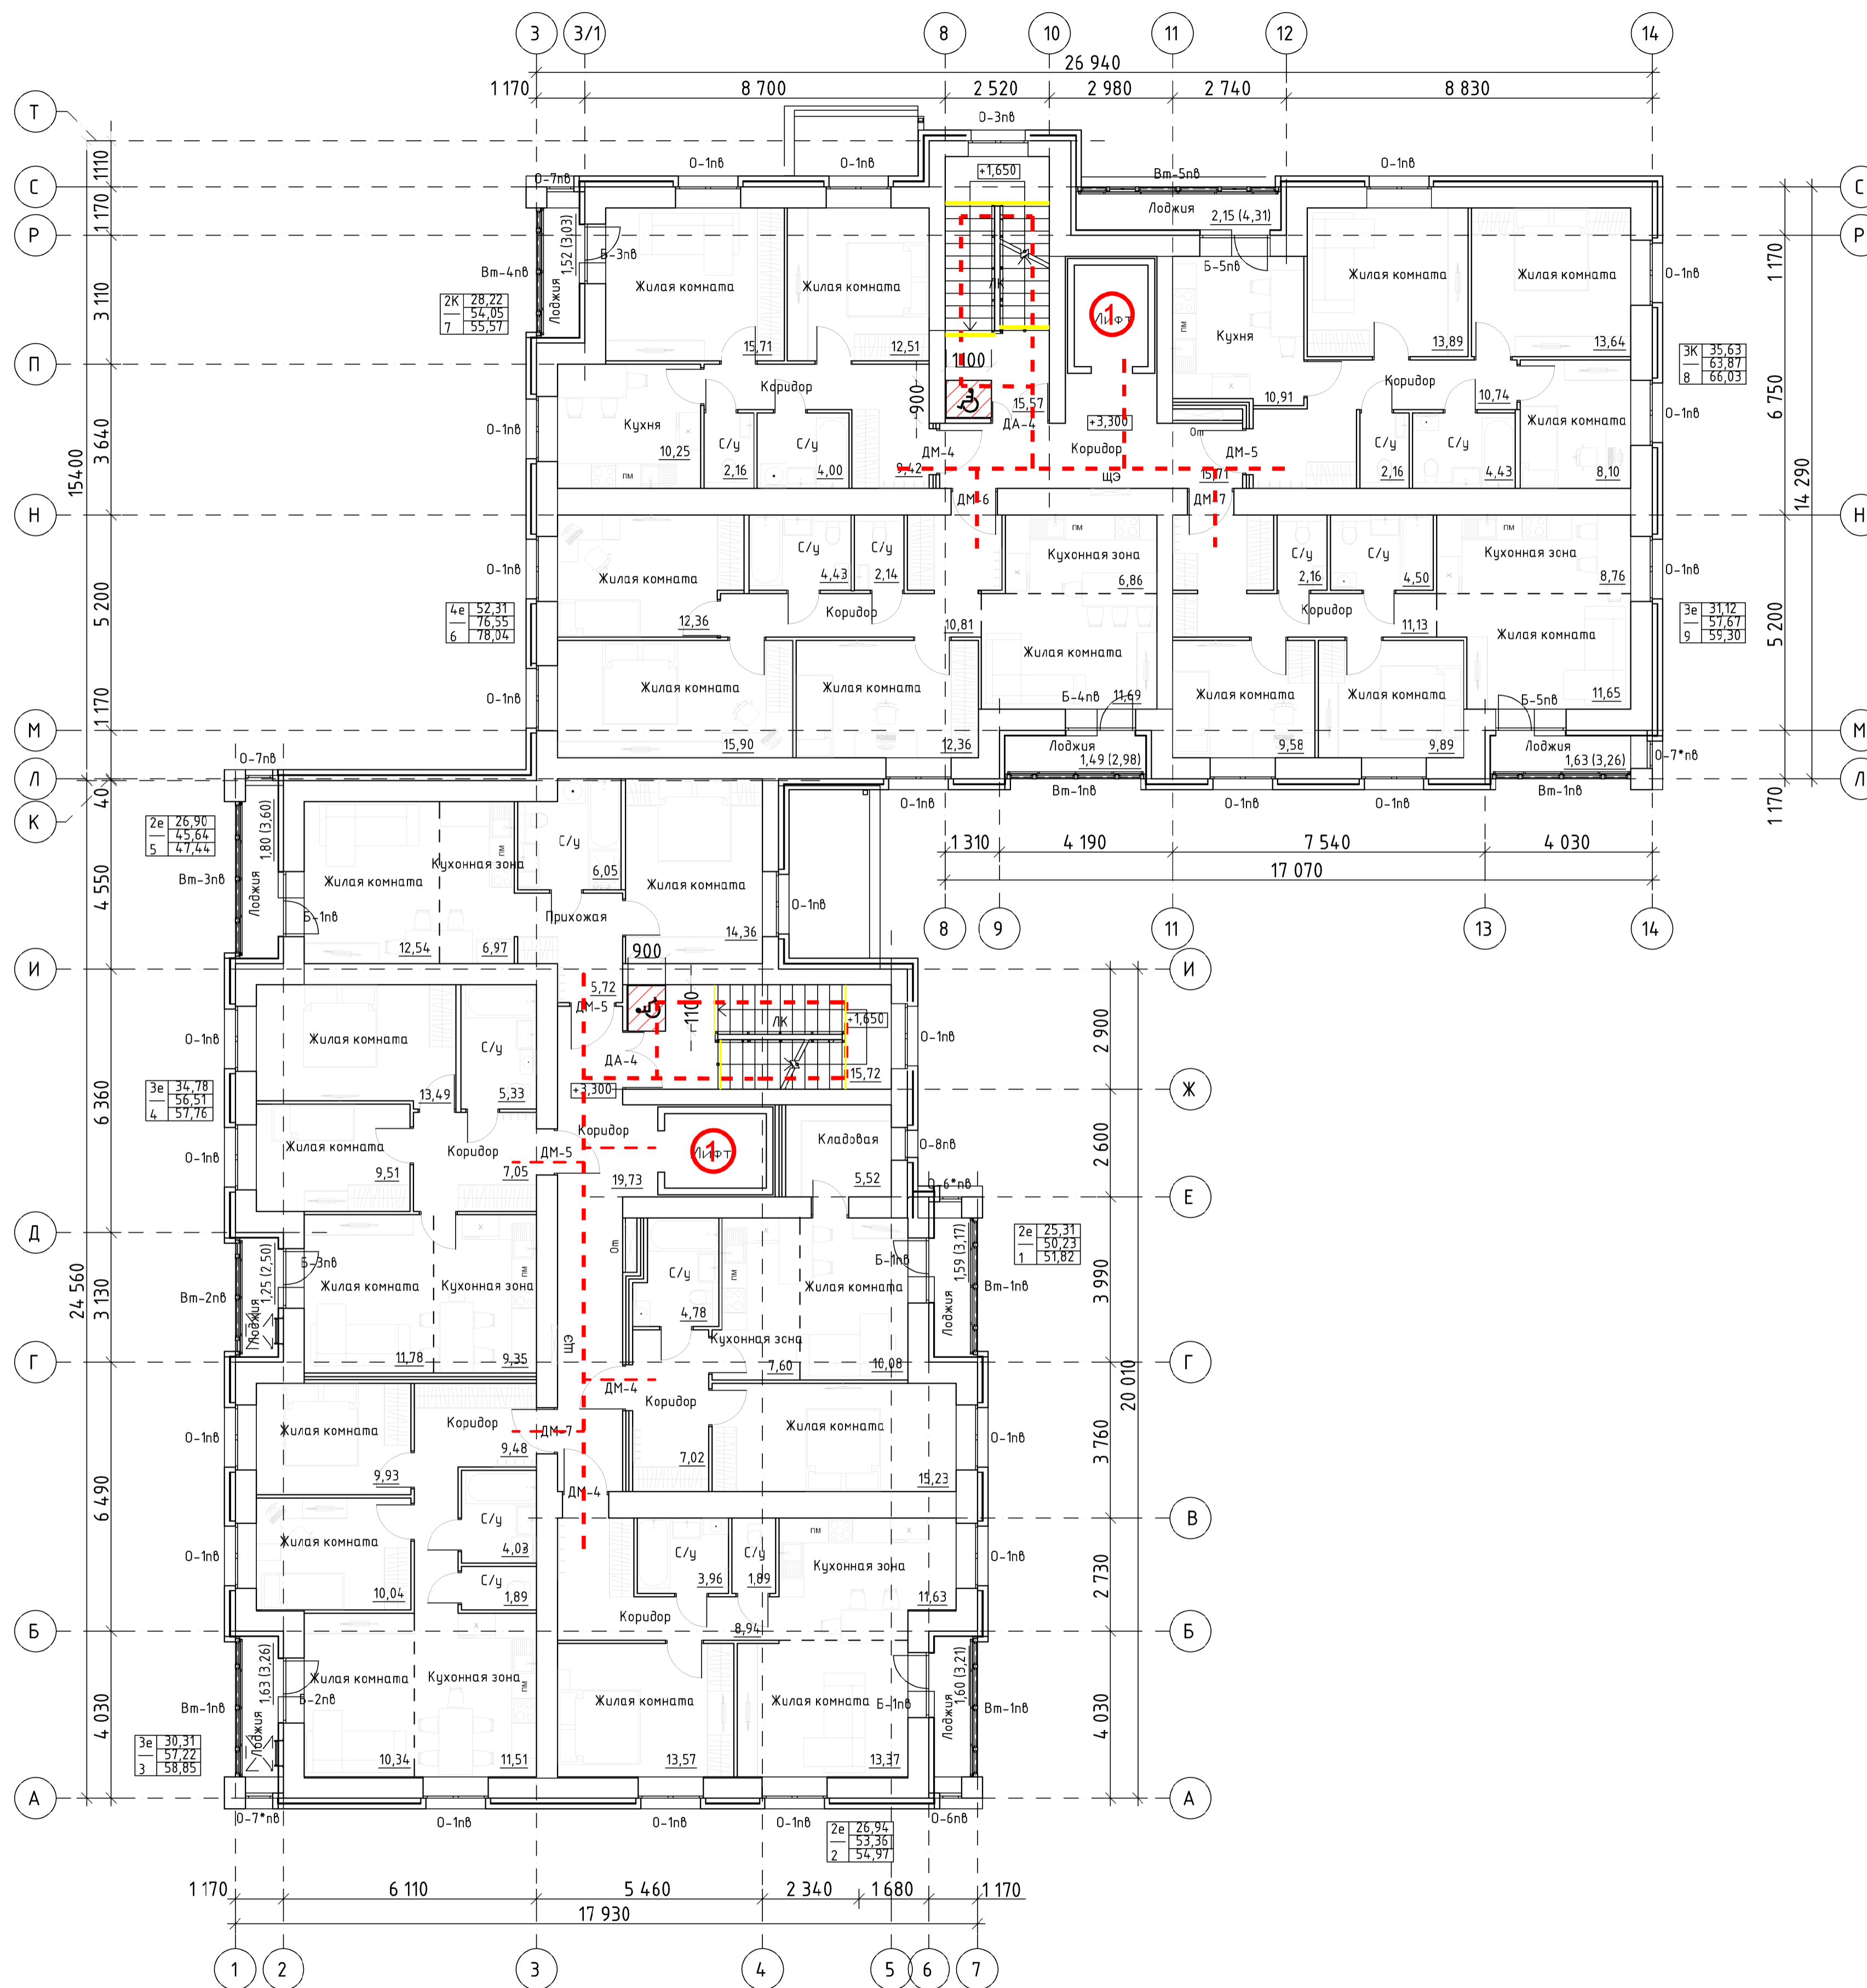 3 3/1 8 10 11 12 14
26 940
1 170 8 700 2 520 2 980 2 740 8 830
Т
О-3пв
1110
О-1пв О-1пв +1,650 Вт-5пв О-1пв
С О-7пв С
1 170
Лоджия
1,52 (3,03) 2,15 (4,31)
Р Р
Б-3пв Б-5пв
Вт-4пв О-1пв
Жилая комната Жилая комната ЛК Жилая комната Жилая комната
1 170
3 110
Лоджия
2К 28,22
54,05
7 55,57
1
Лифт
ПМ Кухня
15,71 12,51 13,89 13,64
3К 35,63
63,87
8 66,03
П
1100
Коридор 900 15,57 10,91 Коридор 10,74
6 750
О-1пв Кухня С/у С/у ДА-4 +3,300 От С/у С/у Жилая комната О-1пв
3 640
15400
10,25 2,16 4,00 9,42 ДМ-4 Коридор ДМ-5 2,16 4,43 8,10
ПМ ЩЭ 15,71
14 290
ДМ-6 ДМ-7
Н Н
ПМ ПМ
О-1пв Жилая комната С/у С/у Кухонная зона С/у С/у Кухонная зона О-1пв
4,43 2,14 6,86 2,16 4,50 8,76
5 200
4е 52,31
76,55
6 78,04
12,36 Коридор 10,81 Коридор 11,13 Жилая комната
3е 31,12
57,67
9 59,30
5 200
Жилая комната
О-1пв Жилая комната Жилая комната Б-4пв 11,69 Жилая комната Жилая комната Б-5пв 11,65
1 170
М М
15,90 12,36 Лоджия 9,58 9,89 Лоджия
О-7пв 1,49 (2,98) 1,63 (3,26) О-7*пв
Л Л
40
О-1пв Вт-1пв О-1пв О-1пв Вт-1пв
1 170
К
2е 26,90
45,64
5 47,44
1,80 (3,60)
С/у
1 310 4 190 7 540 4 030
ПМ
Кухонная зона 6,05
17 070
Вт-3пв Лоджия Жилая комната Жилая комната
4 550
Б-1пв Прихожая О-1пв
8 9 11 13 14
12,54 6,97 14,36
900
И И
5,72
ДМ-5 1100
ЛК +1,650
О-1пв Жилая комната С/у О-1пв
2 900
ДА-4 15,72
3е 34,78
56,51
4 57,76
13,49 5,33 +3,300
Ж
6 360
Коридор Кладовая
Жилая комната Коридор ДМ-5 1 О-8пв
О-1пв Лифт
2 600
9,51 7,05 19,73 5,52
О-6*пв Е
Д
2е 25,31
50,23
1 51,82
1,25 (2,50) Б-3пв От С/у ПМ Б-1пв 1,59 (3,17)
Вт-2пв Жилая комната Кухонная зона ПМ Жилая комната Вт-1пв
3 130
3 990
Лоджия 4,78 Лоджия
24 560
ЩЭ Кухонная зона
11,78 9,35 7,60 10,08
Г Г
20 010
ДМ-4
Коридор
О-1пв Жилая комната Коридор ДМ-7 Жилая комната О-1пв
9,48 7,02
9,93 15,23
3 760
6 490
ДМ-4
С/у В
ПМ
О-1пв Жилая комната 4,03 С/у С/у Кухонная зона О-1пв
3,96 1,89
С/у
2 730
10,04 1,89 Коридор 11,63
8,94
Б Б
1,63 (3,26) Жилая комната Кухонная зона 1,60 (3,21)
Б-2пв ПМ Жилая комната Жилая комната Б-1пв
Вт-1пв Вт-1пв
4 030 4 030
Лоджия Лоджия
3е 30,31
57,22
3 58,85
10,34 11,51 13,57 13,37
А А
О-7*пв О-1пв О-1пв О-1пв О-6пв
2е 26,94
53,36
2 54,97
1 170 6 110 5 460 2 340 1 680 1 170
17 930
1 2 3 4 5 6 7